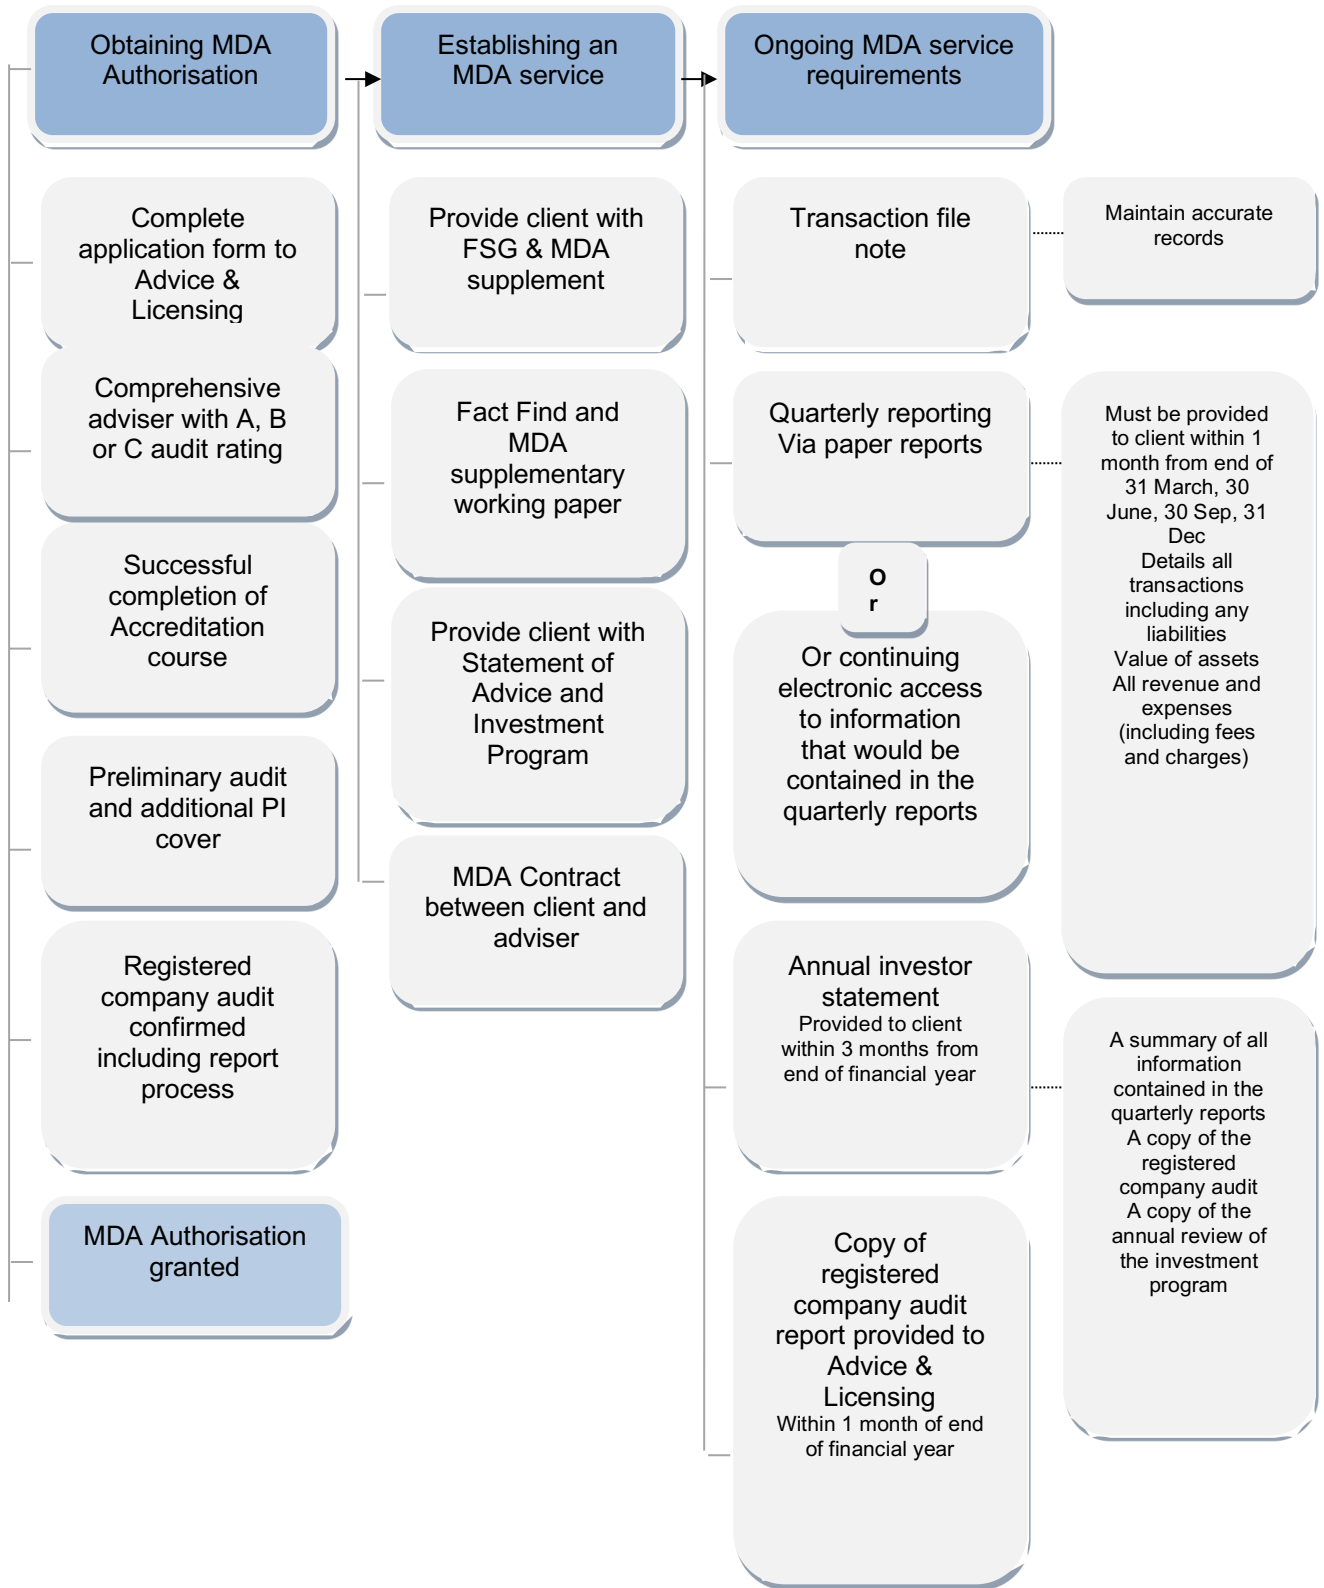 Obtaining MDA
Authorisation
Establishing an
MDA service
Ongoing MDA service
requirements
Complete
application form to
Advice &
Licensing
Comprehensive
adviser with A, B
or C audit rating
Successful
completion of
Accreditation
course
Preliminary audit
and additional PI
cover
Registered
company audit
confirmed
including report
process
MDA Authorisation
granted
Provide client with
FSG & MDA
supplement
Fact Find and
MDA
supplementary
working paper
Provide client with
Statement of
Advice and
Investment
Program
MDA Contract
between client and
adviser
Transaction file
note
Maintain accurate
records
Quarterly reporting
Via paper reports
O
r
Or continuing
electronic access
to information
that would be
contained in the
quarterly reports
Must be provided
to client within 1
month from end of
31 March, 30
June, 30 Sep, 31
Dec
Details all
transactions
including any
liabilities
Value of assets
All revenue and
expenses
(including fees
and charges)
Annual investor
statement
Provided to client
within 3 months from
end of financial year
A summary of all
information
contained in the
quarterly reports
A copy of the
registered
company audit
A copy of the
annual review of
the investment
program
Copy of
registered
company audit
report provided to
Advice &
Licensing
Within 1 month of end
of financial year